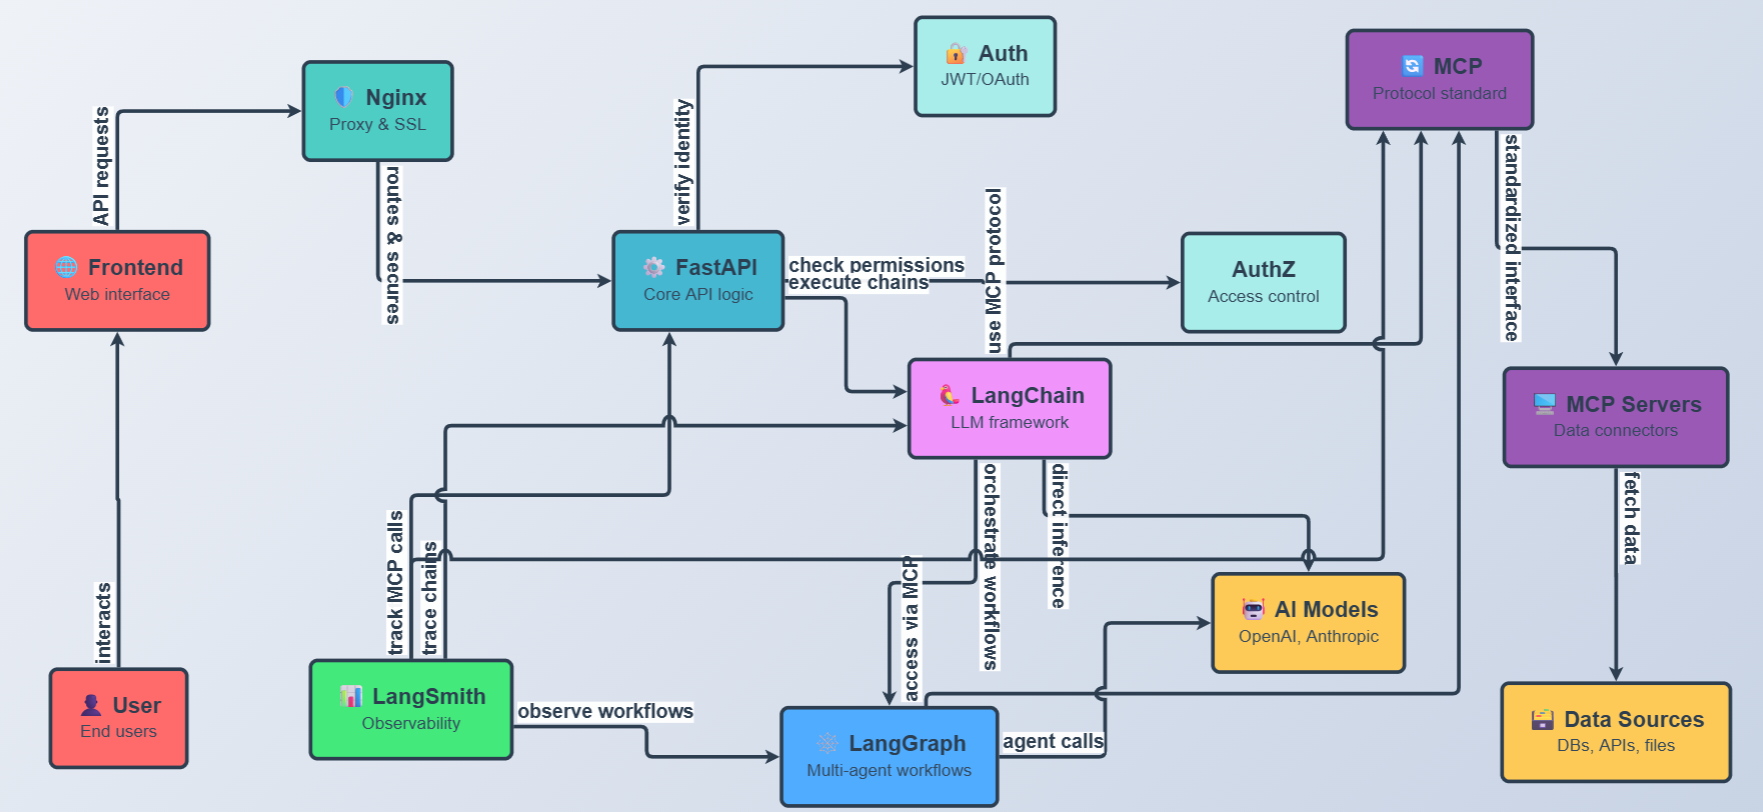 Auth
JWT/OAuth
MCP
Protocol standard
Nginx
Proxy & SSL
API requests
routes & secures
verify identity
standardized interface
Frontend
Web interface
FastAPI
Core API logic
check permissions
execute chains
use MCP protocol
AuthZ
Access control
LangChain
LLM framework
MCP Servers
Data connectors
track MCP calls
trace chains
orchestrate workflows
direct inference
access via MCP
fetch data
interacts
AI Models
OpenAI, Anthropic
User
End users
LangSmith
Observability
observe workflows
LangGraph
Multi-agent workflows
agent calls
Data Sources
DBs, APIs, files